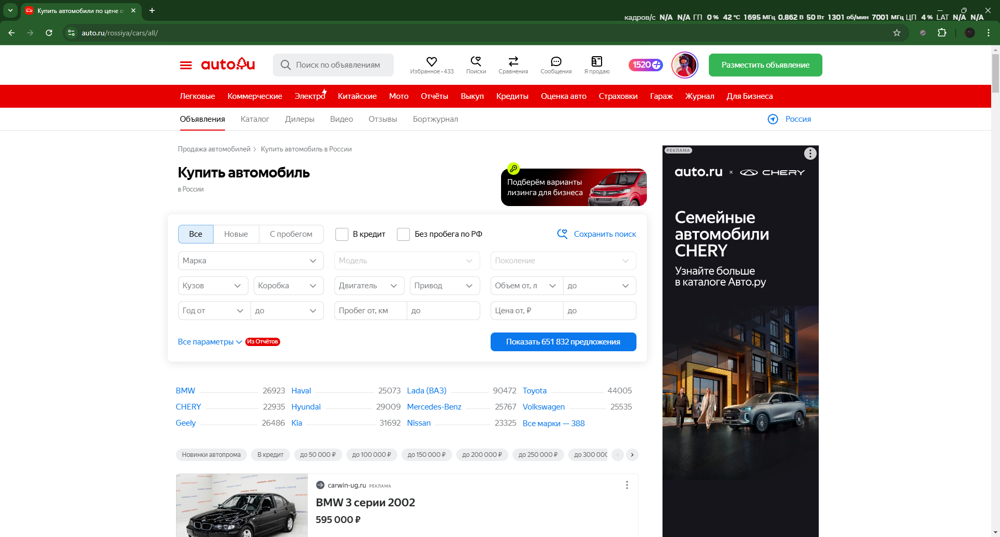 Купить автомобили по цене о
кадров/с N/A N/A ГП 0 % 42 °C 1695 МГц 0.862 В 50 Вт 1301 об/мин 7001 МГц ЦП 4 % LAT N/A N/A
auto.ru/rossiya/cars/all/
auto.ru
Поиск по объявлениям
Избранное • 433
Поиски
Сравнения
Сообщения
Я продаю
1520
Разместить объявление
Легковые Коммерческие Электро Китайские Мото Отчёты Выкуп Кредиты Оценка авто Страховки Гараж Журнал Для Бизнеса
Объявления Каталог Дилеры Видео Отзывы Бортжурнал Россия
Продажа автомобилей > Купить автомобиль в России
Купить автомобиль
в России
Подберём варианты
лизинга для бизнеса
Все Новые С пробегом В кредит Без пробега по РФ Сохранить поиск
Марка Модель Поколение
Кузов Коробка Двигатель Привод Объем от, л до
Год от до Пробег от, км до Цена от, ₽ до
Все параметры Из Отчётов Показать 651 832 предложения
BMW 26923 Haval 25073 Lada (ВАЗ) 90472 Toyota 44005
CHERY 22935 Hyundai 29009 Mercedes-Benz 25767 Volkswagen 25535
Geely 26486 Kia 31692 Nissan 23325 Все марки — 388
Новинки автопрома В кредит до 50 000 ₽ до 100 000 ₽ до 150 000 ₽ до 200 000 ₽ до 250 000 ₽ до 300 000
carwin-ug.ru РЕКЛАМА
BMW 3 серии 2002
595 000 ₽
РЕКЛАМА
auto.ru × CHERY
Семейные
автомобили
CHERY
Узнайте больше
в каталоге Авто.ру